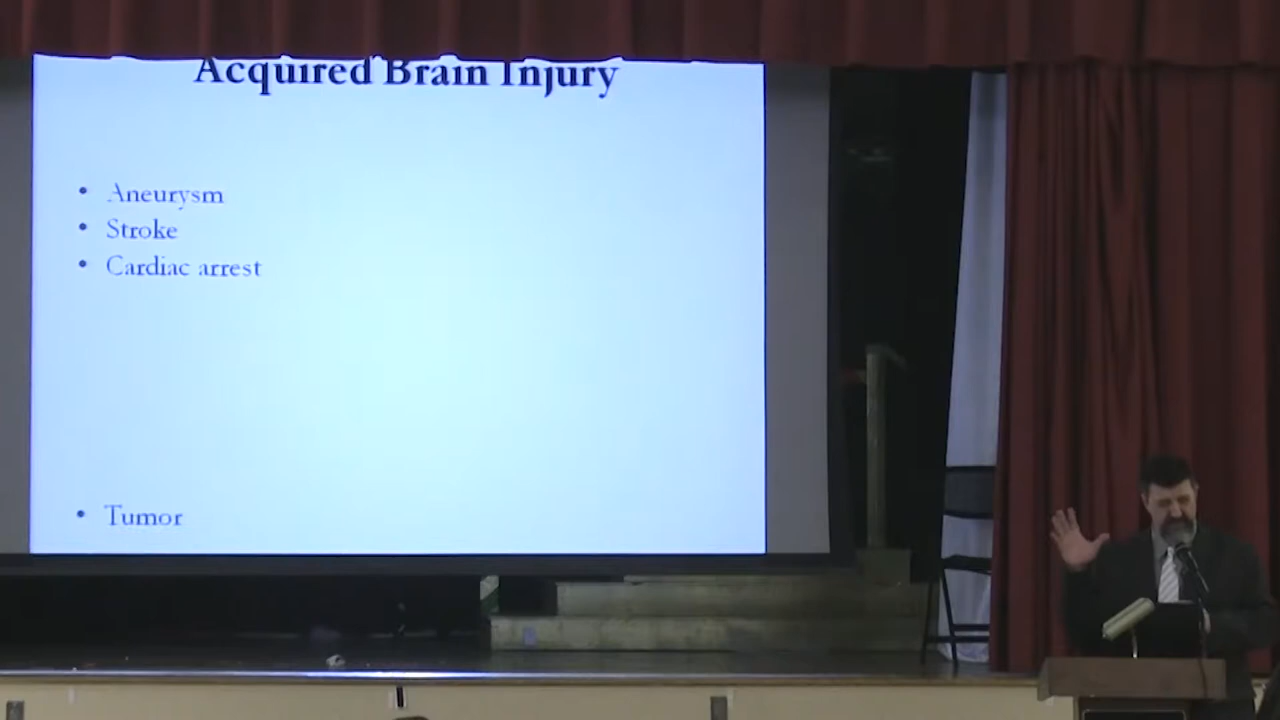 Acquired Brain Injury
• Aneurysm
• Stroke
• Cardiac arrest
• Tumor